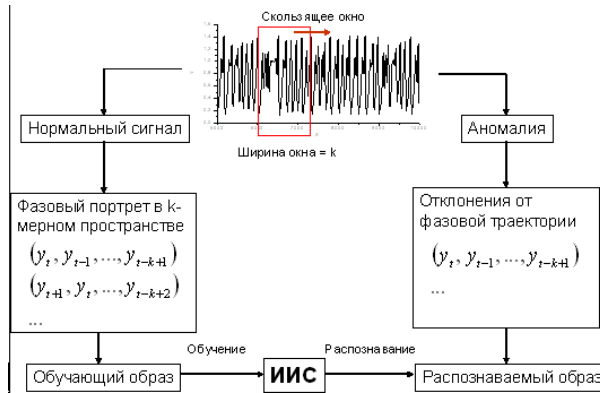 Скользящее окно
Нормальный сигнал
Аномалия
Ширина окна = k
Фазовый портрет в k-
мерном пространстве
(y_t, y_{t-1}, ..., y_{t-k+1})
(y_{t+1}, y_t, ..., y_{t-k+2})
...
Отклонения от
фазовой траектории
(y_t, y_{t-1}, ..., y_{t-k+1})
...
Обучение
Распознавание
Обучающий образ
ИИС
Распознаваемый образ